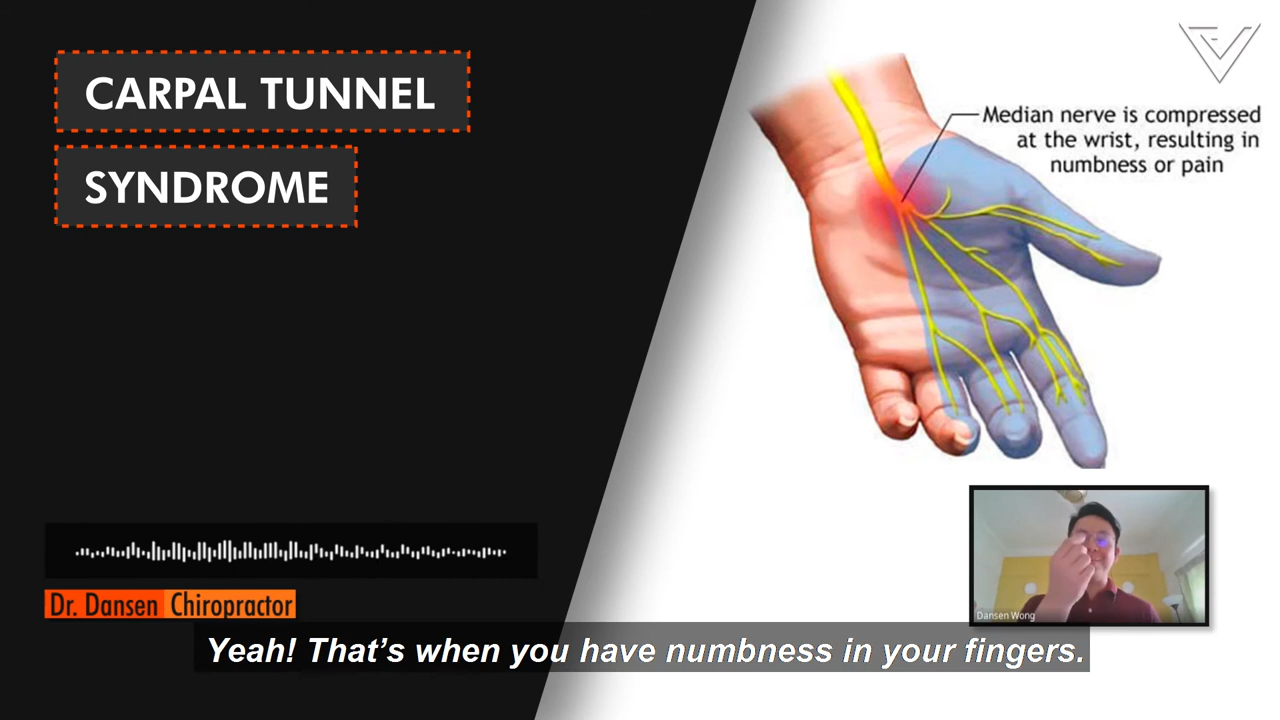 CARPAL TUNNEL
SYNDROME
Median nerve is compressed
at the wrist, resulting in
numbness or pain
Dansen Wong
Dr. Dansen Chiropractor
Yeah! That’s when you have numbness in your fingers.